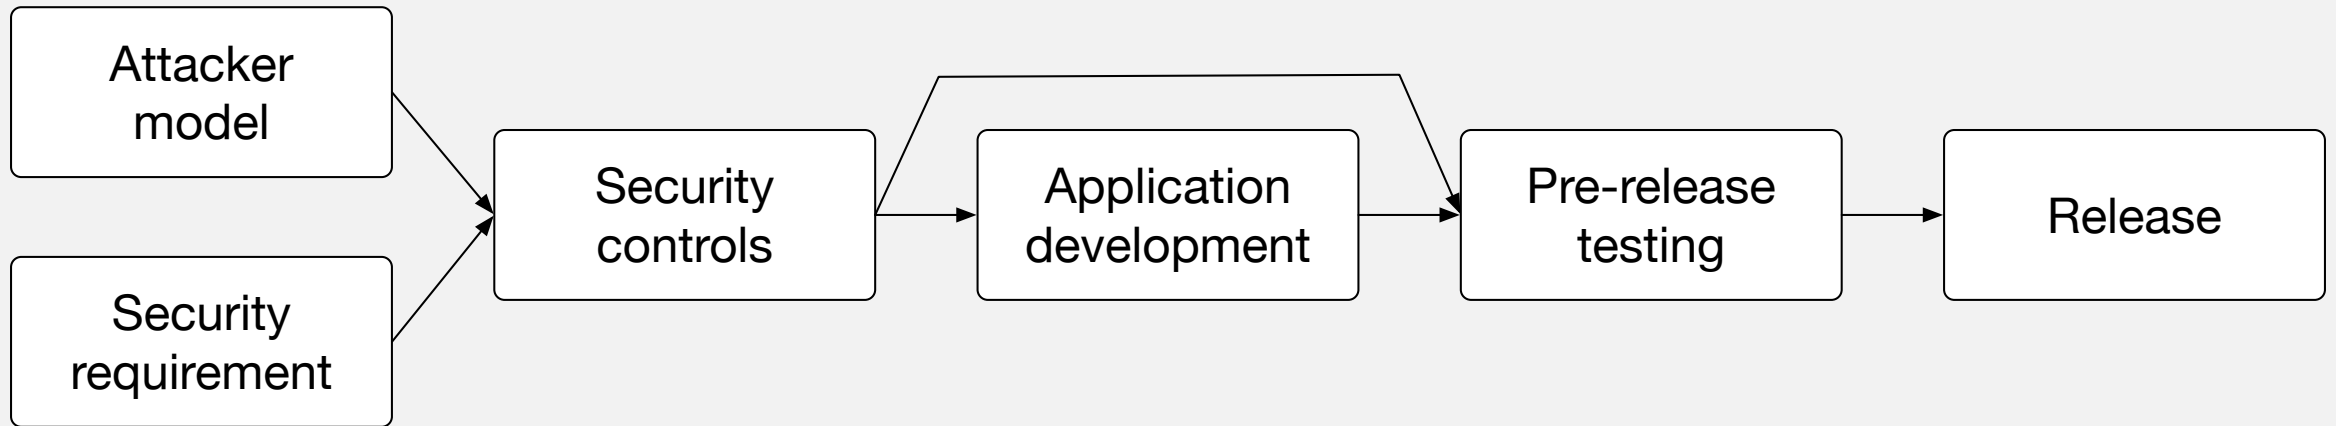 Attacker
model
Security
requirement
Security
controls
Application
development
Pre-release
testing
Release